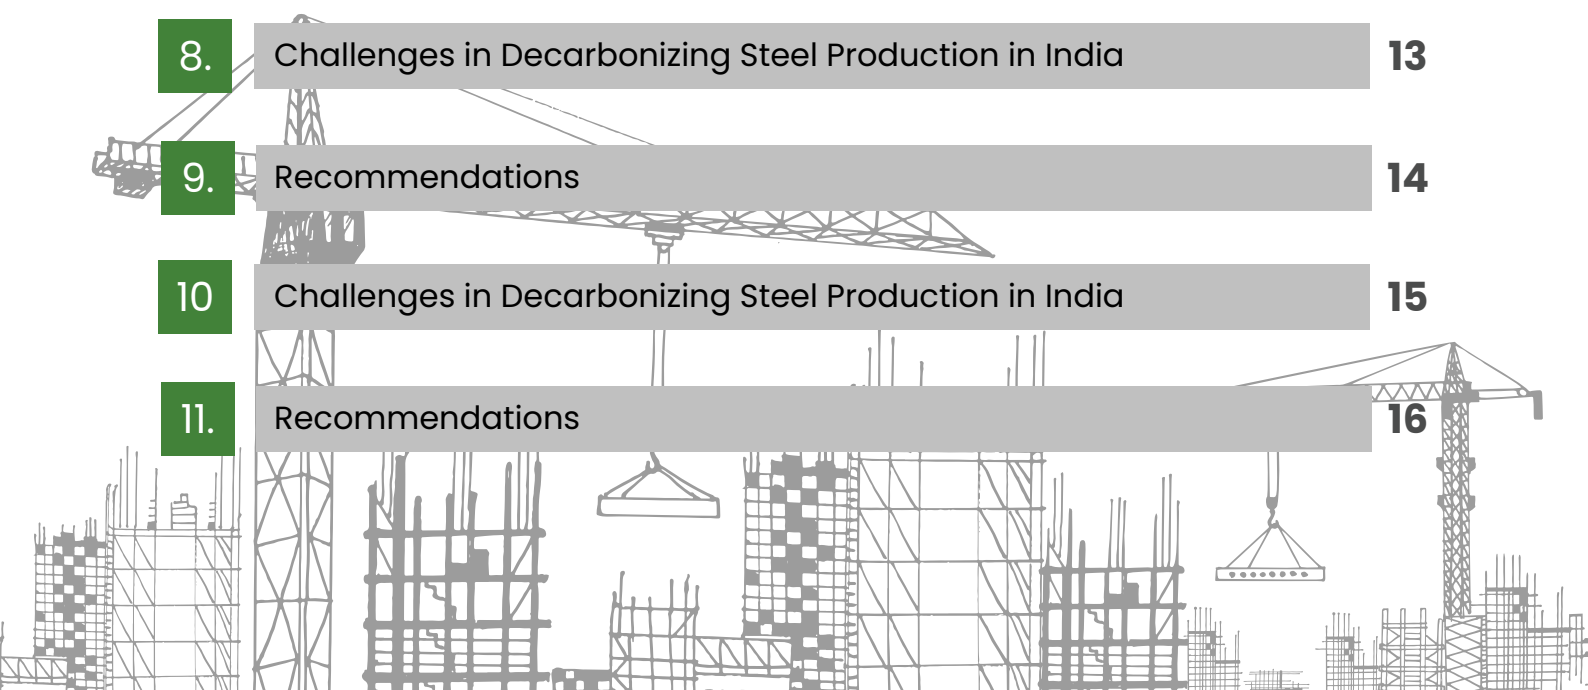 8. Challenges in Decarbonizing Steel Production in India 13
9. Recommendations 14
10 Challenges in Decarbonizing Steel Production in India 15
11. Recommendations 16